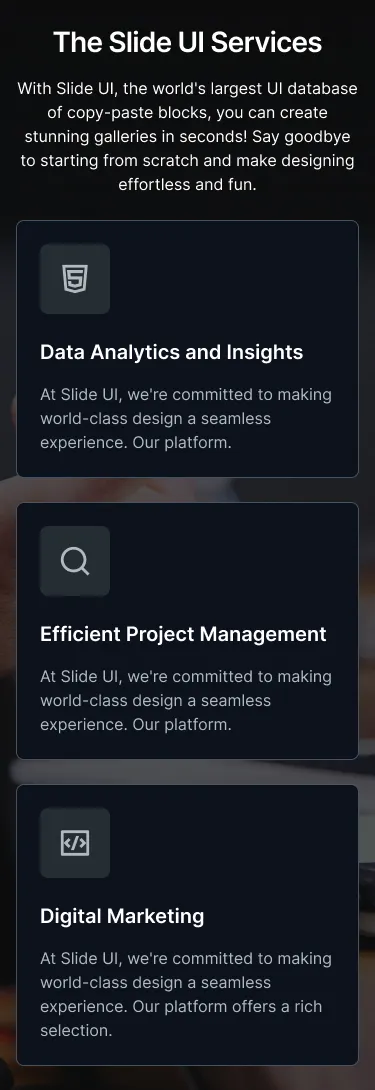 The Slide UI Services
With Slide UI, the world's largest UI database
of copy-paste blocks, you can create
stunning galleries in seconds! Say goodbye
to starting from scratch and make designing
effortless and fun.
Data Analytics and Insights
At Slide UI, we're committed to making
world-class design a seamless
experience. Our platform.
Efficient Project Management
At Slide UI, we're committed to making
world-class design a seamless
experience. Our platform.
Digital Marketing
At Slide UI, we're committed to making
world-class design a seamless
experience. Our platform offers a rich
selection.